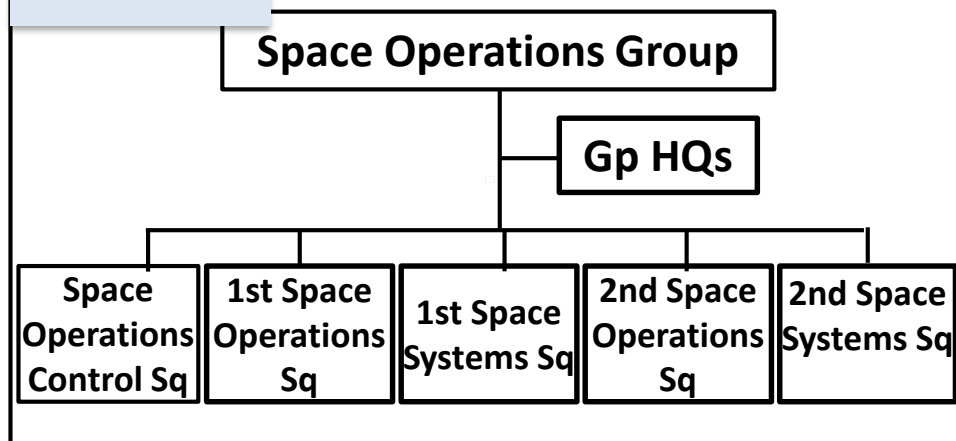 Space Operations Group
Gp HQs
Space
Operations
Control Sq
1st Space
Operations
Sq
1st Space
Systems Sq
2nd Space
Operations
Sq
2nd Space
Systems Sq